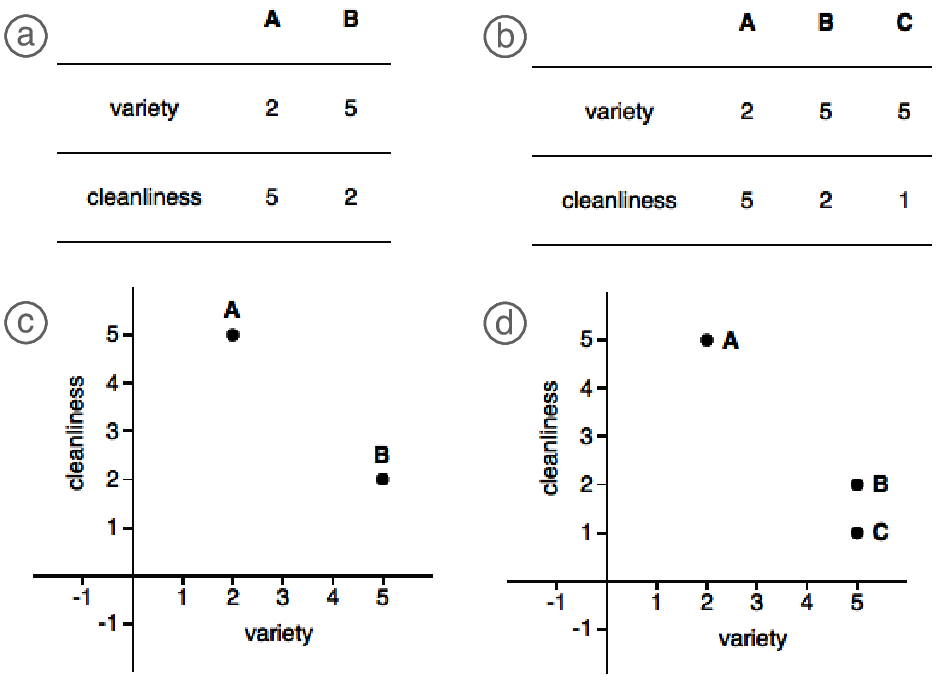 a
A B
variety 2 5
cleanliness 5 2
b
A B C
variety 2 5 5
cleanliness 5 2 1
c
A
5
4
cleanliness
3
B
2
1
-1 1 2 3 4 5
-1
variety
d
5 A
4
cleanliness
3
2 B
1 C
-1 1 2 3 4 5
-1
variety